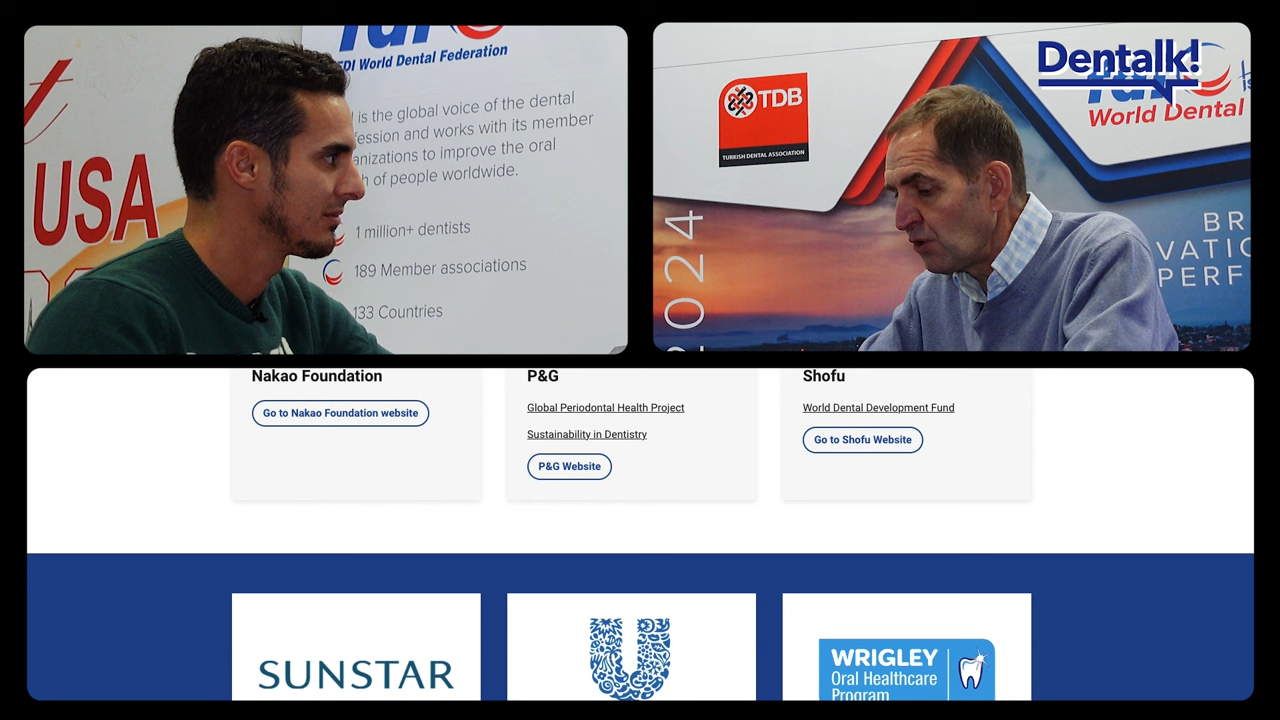 FDI World Dental Federation
is the global voice of the dental
and works with its member
to improve the oral
of people worldwide.
1 million+ dentists
189 Member associations
133 Countries
USA
Dentalk!
TDB
TURKISH DENTAL ASSOCIATION
World Dental
2024
BR
PERF
Nakao Foundation
Go to Nakao Foundation website
P&G
Global Periodontal Health Project
Sustainability in Dentistry
P&G Website
Shofu
World Dental Development Fund
Go to Shofu Website
SUNSTAR
U
WRIGLEY
Oral Healthcare
Program